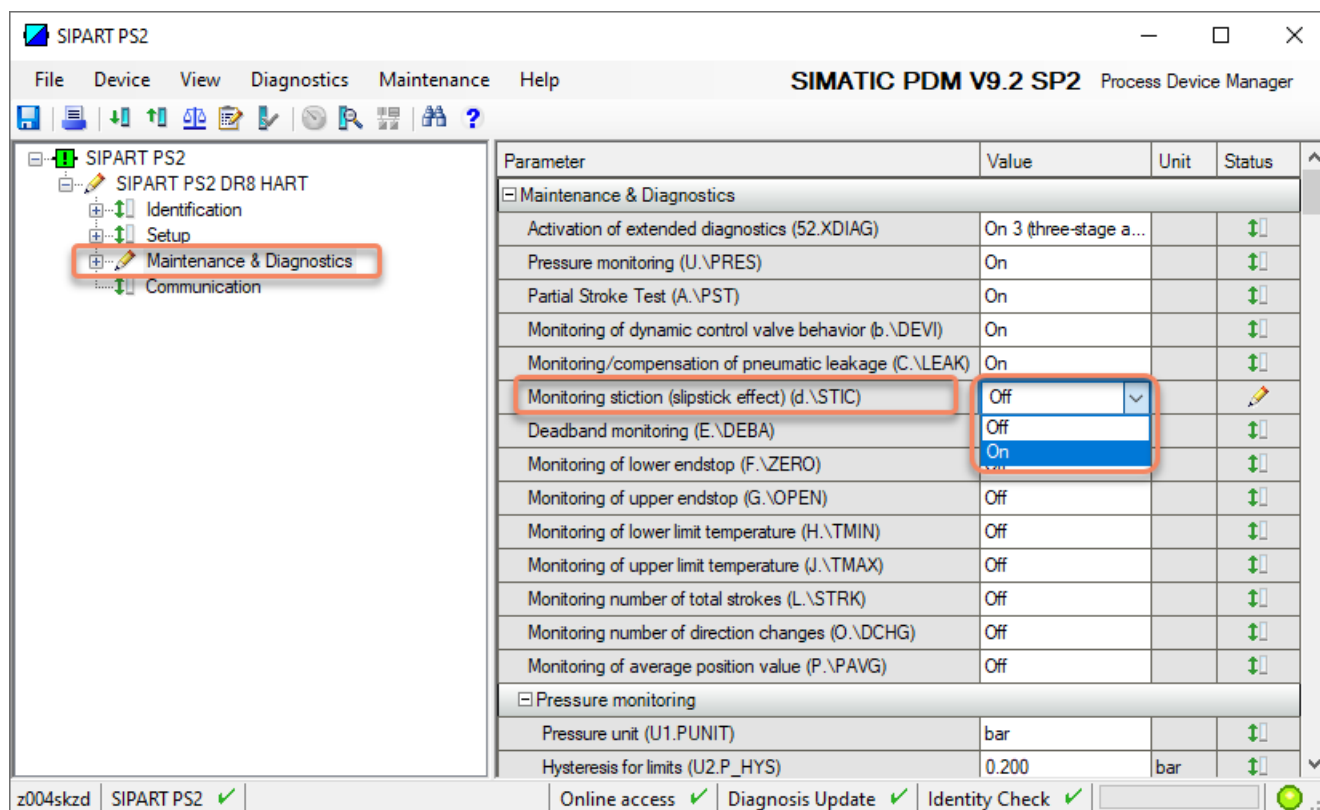 SIPART PS2
File Device View Diagnostics Maintenance Help SIMATIC PDM V9.2 SP2 Process Device Manager
SIPART PS2
SIPART PS2 DR8 HART
Identification
Setup
Maintenance & Diagnostics
Communication
Parameter Value Unit Status
Maintenance & Diagnostics
Activation of extended diagnostics (52.XDIAG) On 3 (three-stage a...
Pressure monitoring (U.\PRES) On
Partial Stroke Test (A.\PST) On
Monitoring of dynamic control valve behavior (b.\DEVI) On
Monitoring/compensation of pneumatic leakage (C.\LEAK) On
Monitoring stiction (slipstick effect) (d.\STIC) Off
Deadband monitoring (E.\DEBA) Off
On
Monitoring of lower endstop (F.\ZERO)
Monitoring of upper endstop (G.\OPEN) Off
Monitoring of lower limit temperature (H.\TMIN) Off
Monitoring of upper limit temperature (J.\TMAX) Off
Monitoring number of total strokes (L.\STRK) Off
Monitoring number of direction changes (O.\DCHG) Off
Monitoring of average position value (P.\PAVG) Off
Pressure monitoring
Pressure unit (U1.PUNIT) bar
Hysteresis for limits (U2.P_HYS) 0.200 bar
z004skzd SIPART PS2 Online access Diagnosis Update Identity Check